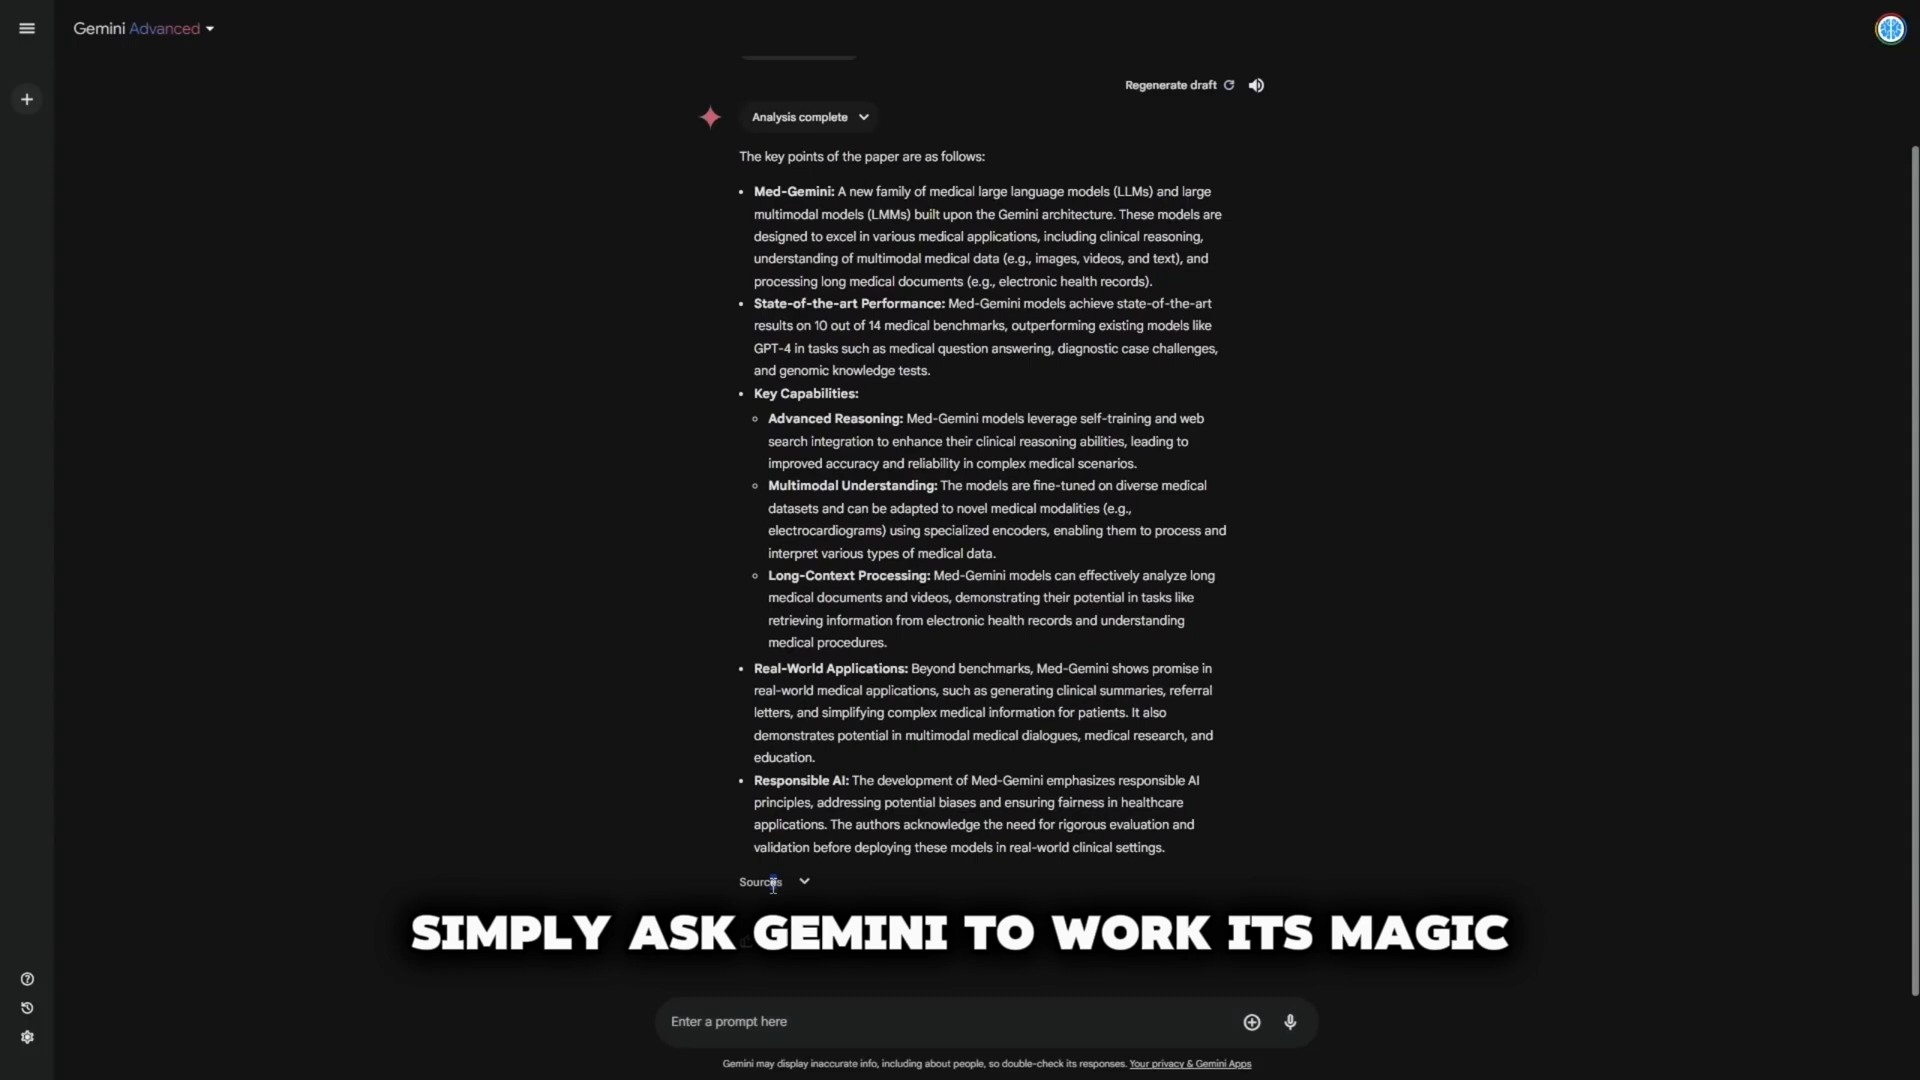 Gemini Advanced
Regenerate draft
Analysis complete
The key points of the paper are as follows:
• Med-Gemini: A new family of medical large language models (LLMs) and large
multimodal models (LMMs) built upon the Gemini architecture. These models are
designed to excel in various medical applications, including clinical reasoning,
understanding of multimodal medical data (e.g., images, videos, and text), and
processing long medical documents (e.g., electronic health records).
• State-of-the-art Performance: Med-Gemini models achieve state-of-the-art
results on 10 out of 14 medical benchmarks, outperforming existing models like
GPT-4 in tasks such as medical question answering, diagnostic case challenges,
and genomic knowledge tests.
• Key Capabilities:
◦ Advanced Reasoning: Med-Gemini models leverage self-training and web
search integration to enhance their clinical reasoning abilities, leading to
improved accuracy and reliability in complex medical scenarios.
◦ Multimodal Understanding: The models are fine-tuned on diverse medical
datasets and can be adapted to novel medical modalities (e.g.,
electrocardiograms) using specialized encoders, enabling them to process and
interpret various types of medical data.
◦ Long-Context Processing: Med-Gemini models can effectively analyze long
medical documents and videos, demonstrating their potential in tasks like
retrieving information from electronic health records and understanding
medical procedures.
• Real-World Applications: Beyond benchmarks, Med-Gemini shows promise in
real-world medical applications, such as generating clinical summaries, referral
letters, and simplifying complex medical information for patients. It also
demonstrates potential in multimodal medical dialogues, medical research, and
education.
• Responsible AI: The development of Med-Gemini emphasizes responsible AI
principles, addressing potential biases and ensuring fairness in healthcare
applications. The authors acknowledge the need for rigorous evaluation and
validation before deploying these models in real-world clinical settings.
Sources
SIMPLY ASK GEMINI TO WORK ITS MAGIC
Enter a prompt here
Gemini may display inaccurate info, including about people, so double-check its responses. Your privacy & Gemini Apps